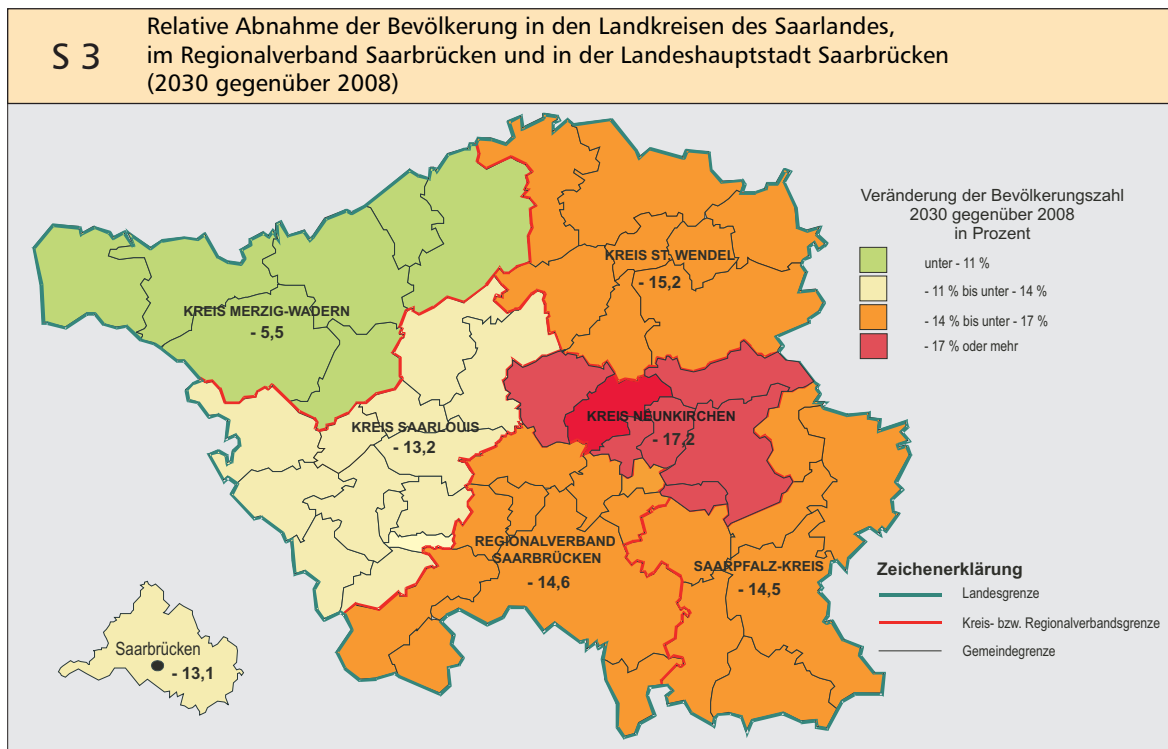 S 3
Relative Abnahme der Bevölkerung in den Landkreisen des Saarlandes,
im Regionalverband Saarbrücken und in der Landeshauptstadt Saarbrücken
(2030 gegenüber 2008)
Veränderung der Bevölkerungszahl
2030 gegenüber 2008
in Prozent
unter - 11 %
- 11 % bis unter - 14 %
- 14 % bis unter - 17 %
- 17 % oder mehr
KREIS ST. WENDEL
- 15,2
KREIS MERZIG-WADERN
- 5,5
KREIS NEUNKIRCHEN
- 17,2
KREIS SAARLOUIS
- 13,2
REGIONALVERBAND
SAARBRÜCKEN
- 14,6
SAARPFALZ-KREIS
- 14,5
Saarbrücken
- 13,1
Zeichenerklärung
Landesgrenze
Kreis- bzw. Regionalverbandsgrenze
Gemeindegrenze